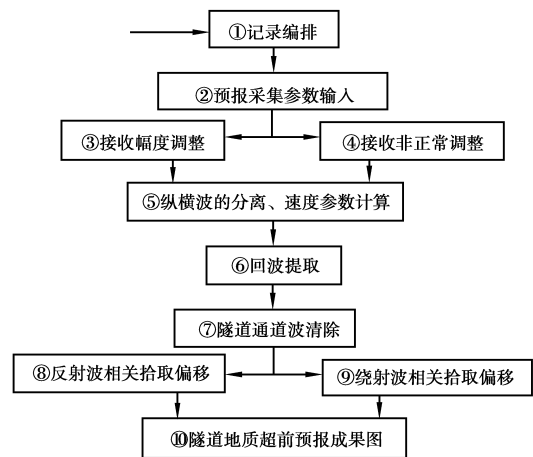 ①记录编排
②预报采集参数输入
③接收幅度调整
④接收非正常调整
⑤纵横波的分离、速度参数计算
⑥回波提取
⑦隧道通道波清除
⑧反射波相关拾取偏移
⑨绕射波相关拾取偏移
⑩隧道地质超前预报成果图